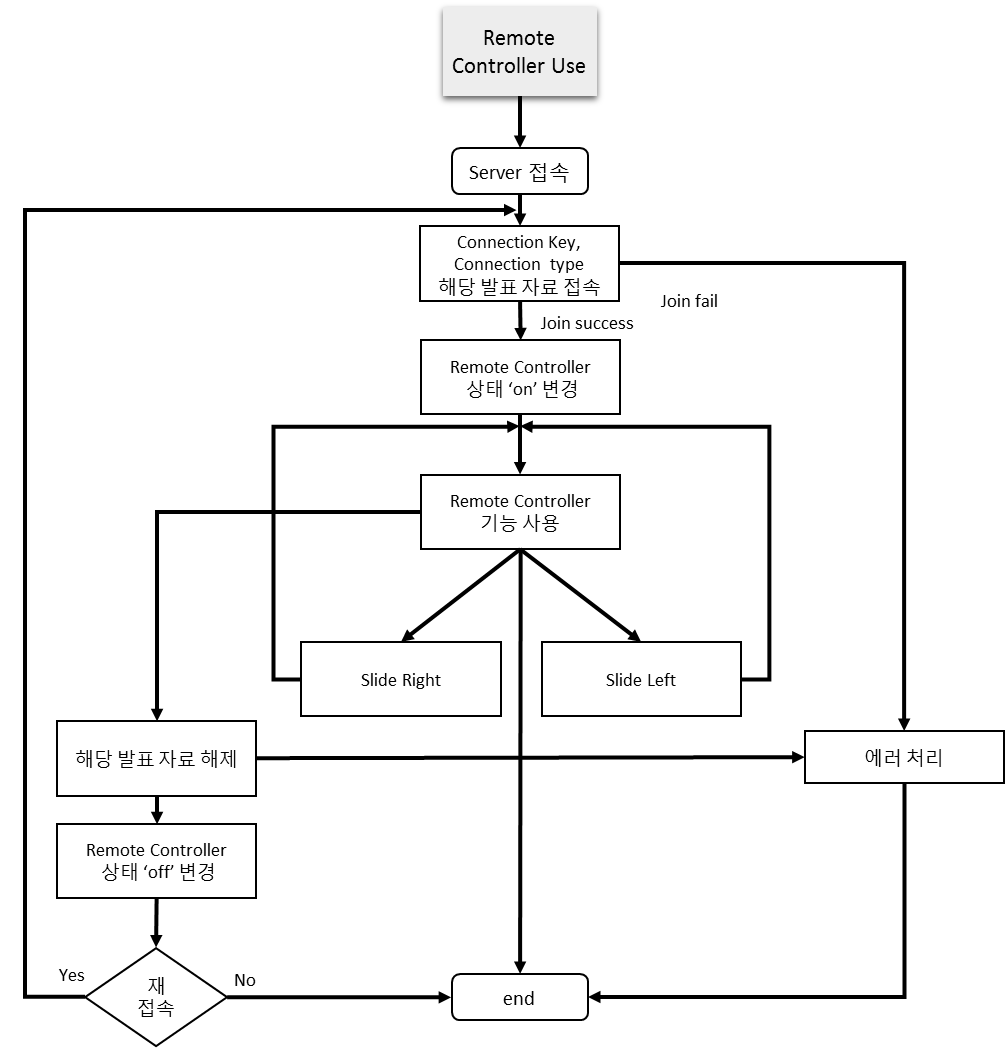 Remote
Controller Use
Server 접속
Connection Key,
Connection type
해당 발표 자료 접속
Join fail
Join success
Remote Controller
상태 ‘on’ 변경
Remote Controller
기능 사용
Slide Right
Slide Left
해당 발표 자료 해제
에러 처리
Remote Controller
상태 ‘off’ 변경
Yes
재
접속
No
end